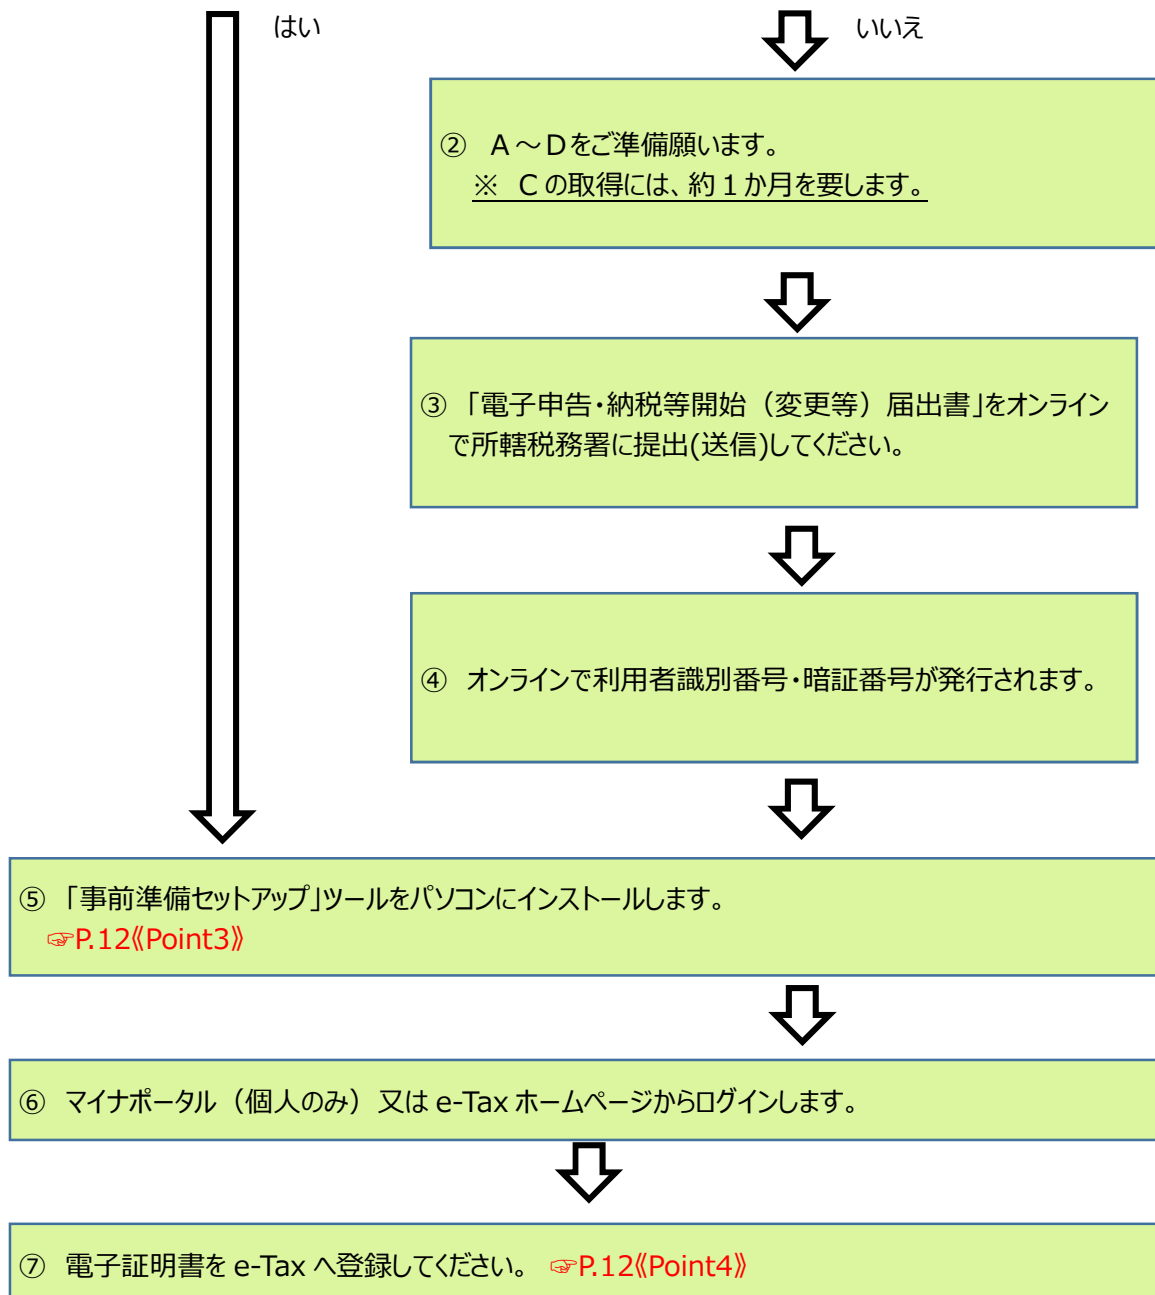 はい
いいえ
② A～Dをご準備願います。
※ Cの取得には、約１か月を要します。
③ 「電子申告・納税等開始（変更等）届出書」をオンライン
で所轄税務署に提出(送信)してください。
④ オンラインで利用者識別番号・暗証番号が発行されます。
⑤ 「事前準備セットアップ」ツールをパソコンにインストールします。
☞P.12《Point3》
⑥ マイナポータル（個人のみ）又は e-Tax ホームページからログインします。
⑦ 電子証明書を e-Tax へ登録してください。 ☞P.12《Point4》